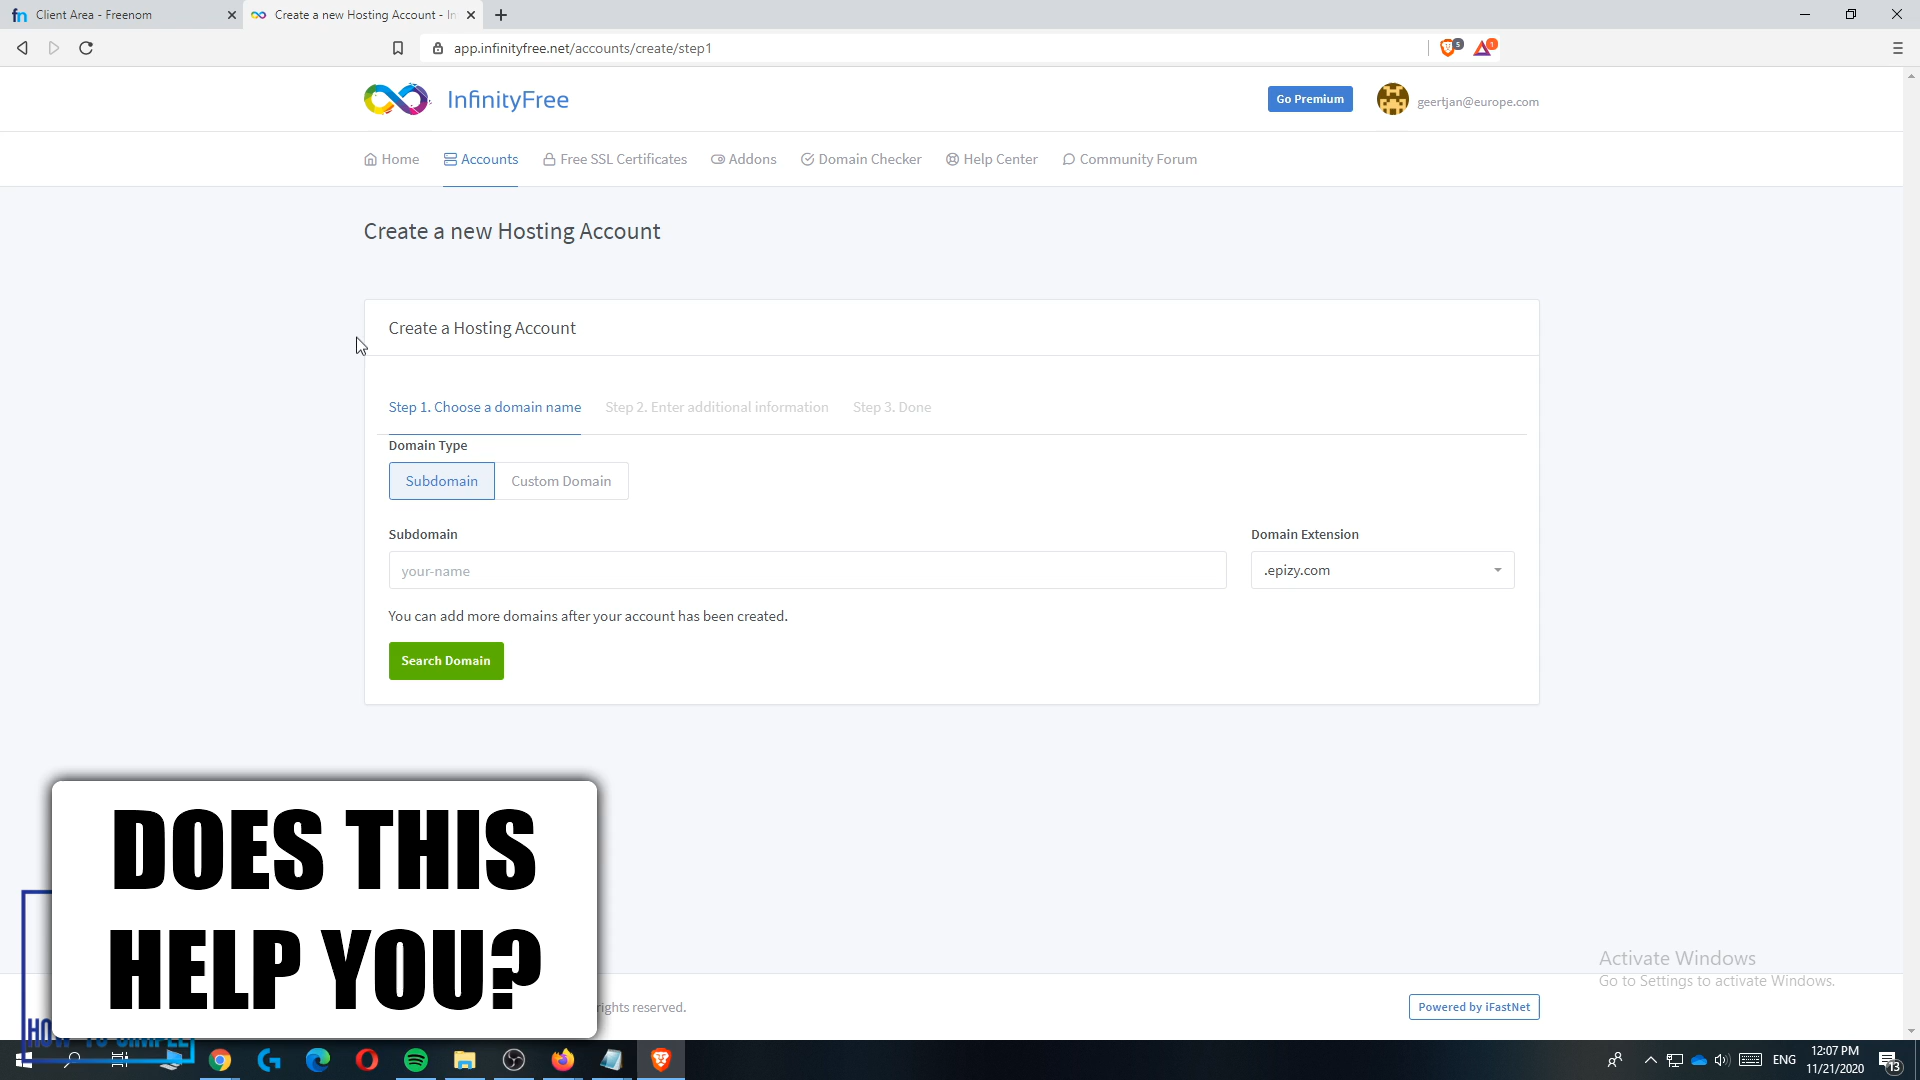 Client Area - Freenom
Create a new Hosting Account - In
app.infinityfree.net/accounts/create/step1
5
1
InfinityFree
Go Premium
geertjan@europe.com
Home
Accounts
Free SSL Certificates
Addons
Domain Checker
Help Center
Community Forum
Create a new Hosting Account
Create a Hosting Account
Step 1. Choose a domain name
Step 2. Enter additional information
Step 3. Done
Domain Type
Subdomain
Custom Domain
Subdomain
Domain Extension
your-name
.epizy.com
You can add more domains after your account has been created.
Search Domain
DOES THIS
HELP YOU?
Activate Windows
Go to Settings to activate Windows.
rights reserved.
Powered by iFastNet
ENG
12:07 PM
11/21/2020
13